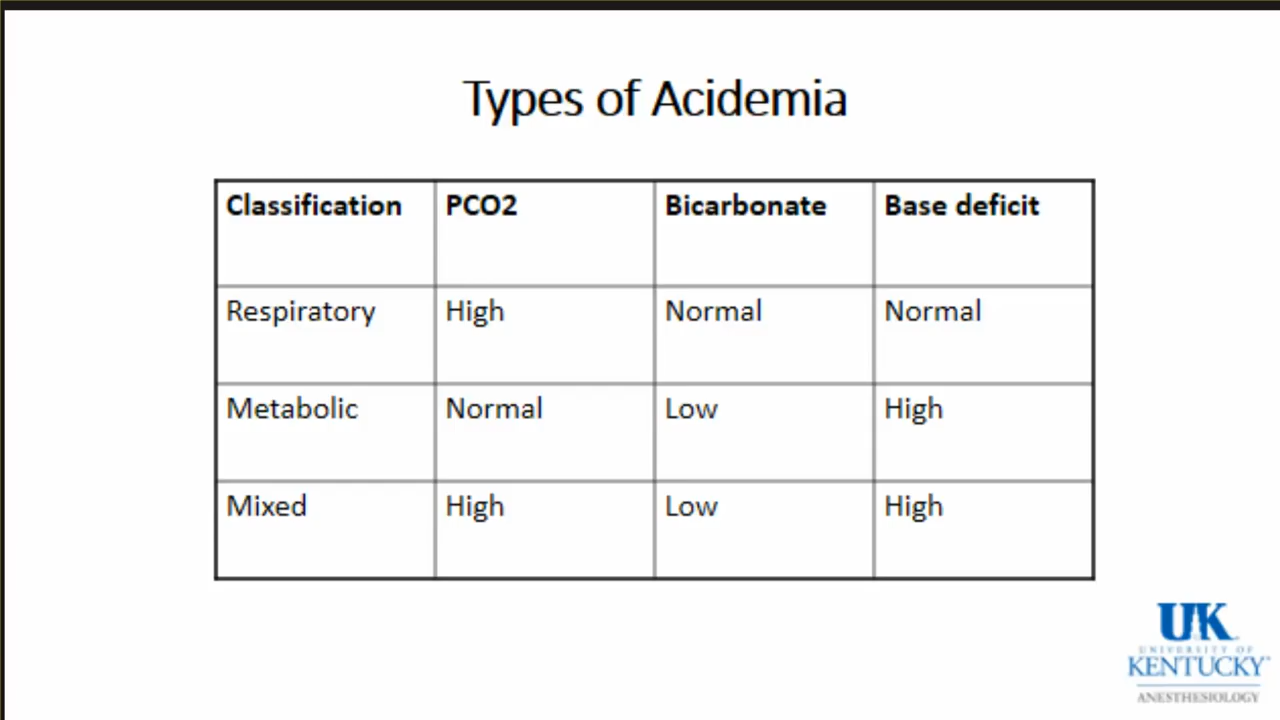 Types of Acidemia
Classification PCO2 Bicarbonate Base deficit
Respiratory High Normal Normal
Metabolic Normal Low High
Mixed High Low High
UK
UNIVERSITY OF
KENTUCKY
ANESTHESIOLOGY